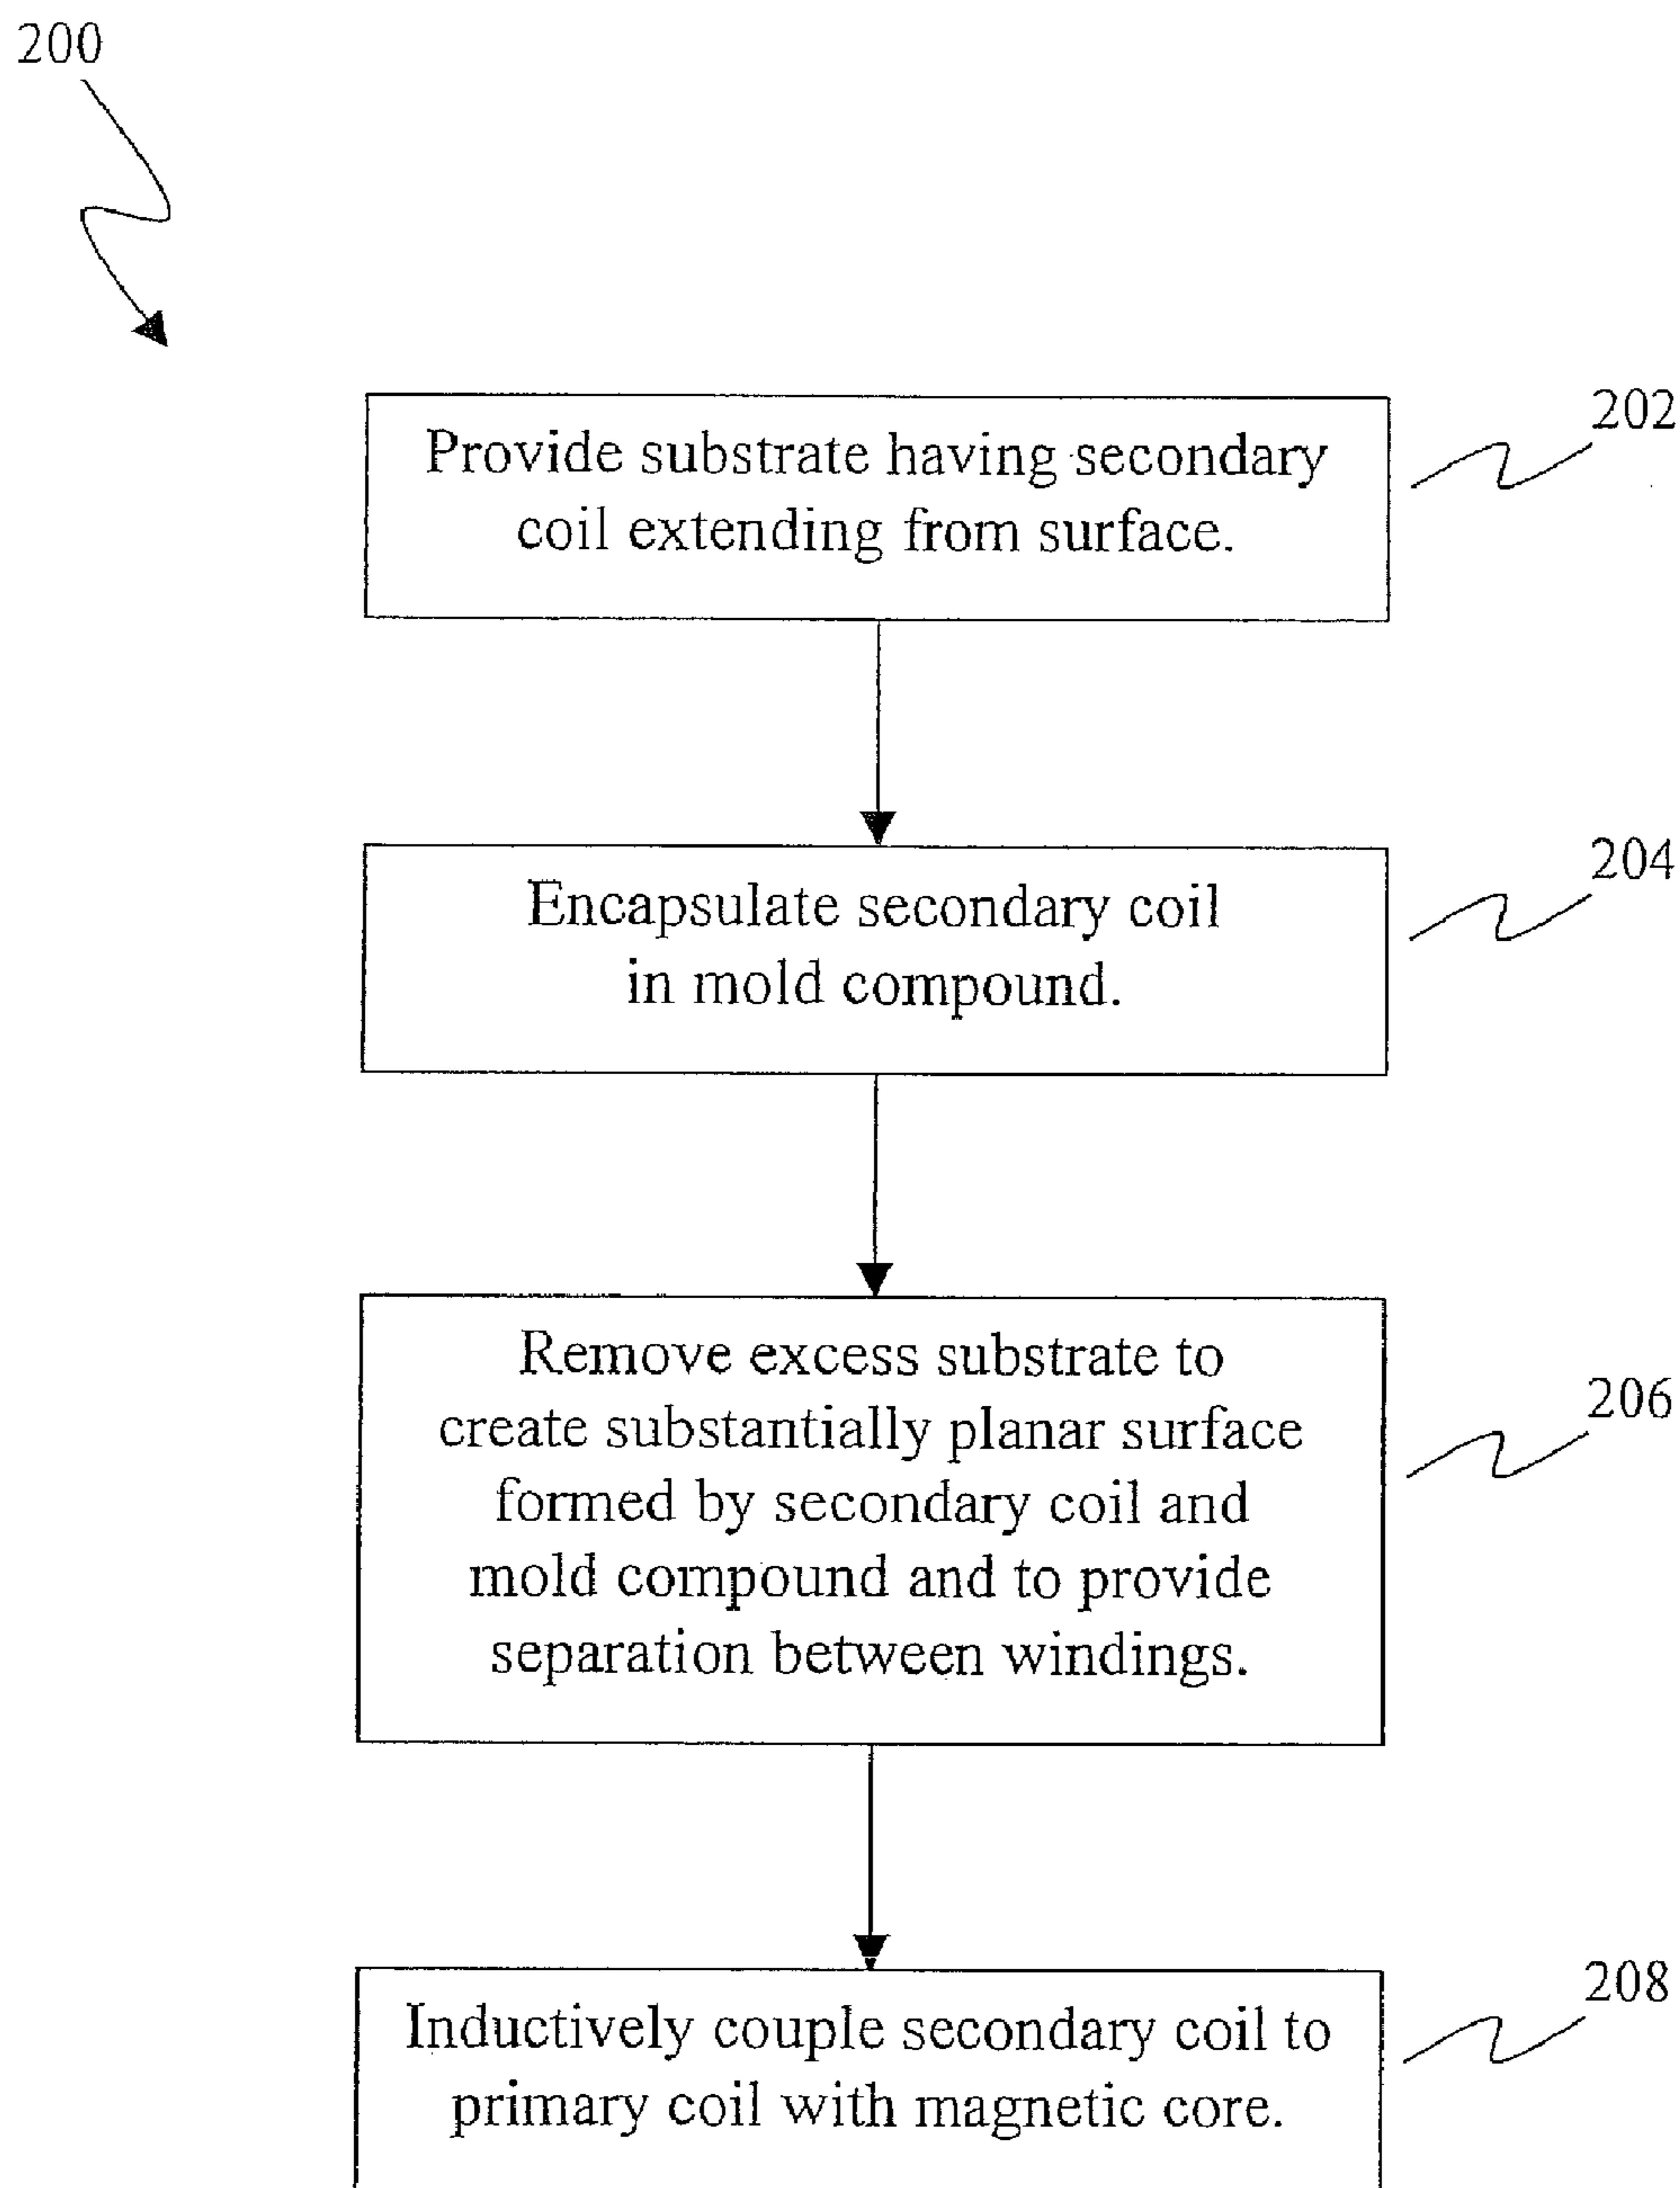 200
202
Provide substrate having secondary
coil extending from surface.
204
Encapsulate secondary coil
in mold compound.
Remove excess substrate to
create substantially planar surface
206
formed by secondary coil and
mold compound and to provide
separation between windings.
208
Inductively couple secondary coil to
primary coil with magnetic core.